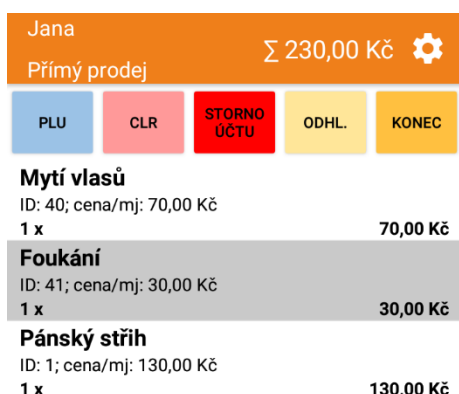 Jana
Σ 230,00 Kč
Přímý prodej
PLU
CLR
STORNO
ÚČTU
ODHL.
KONEC
Mytí vlasů
ID: 40; cena/mj: 70,00 Kč
1 x 70,00 Kč
Foukání
ID: 41; cena/mj: 30,00 Kč
1 x 30,00 Kč
Pánský střih
ID: 1; cena/mj: 130,00 Kč
1 x 130,00 Kč